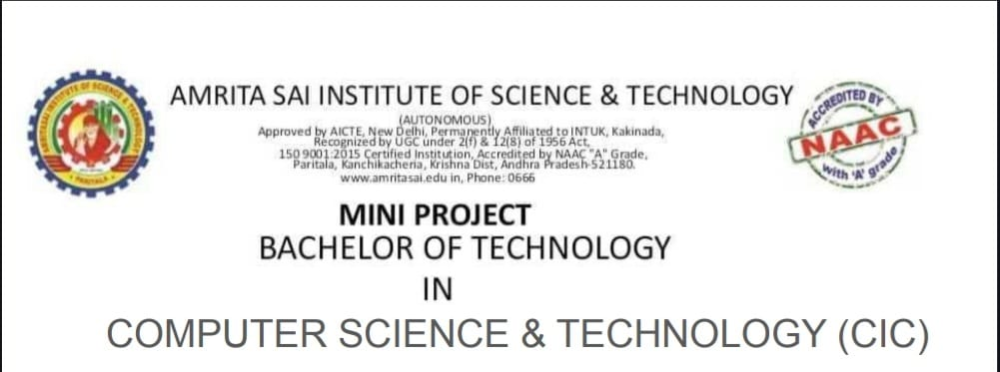 AMRITA SAI INSTITUTE OF SCIENCE & TECHNOLOGY
(AUTONOMOUS)
Approved by AICTE, New Delhi, Permanently Affiliated to INTUK, Kakinada,
Recognized by UGC under 2(f) & 12(8) of 1956 Act,
150 9001:2015 Certified Institution, Accredited by NAAC "A" Grade,
Paritala, Kanchikacheria, Krishna Dist, Andhra Pradesh-521180.
www.amritasai.edu in, Phone: 0666
AMRITASAI INSTITUTE OF SCIENCE & TECHNOLOGY
PARITALA
ACCREDITED BY
NAAC
with 'A' grade
MINI PROJECT
BACHELOR OF TECHNOLOGY
IN
COMPUTER SCIENCE & TECHNOLOGY (CIC)